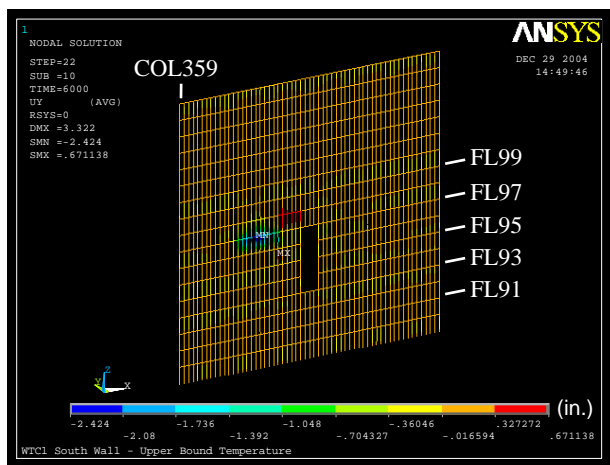 1
ANSYS
NODAL SOLUTION
DEC 29 2004
14:49:46
STEP=22
SUB =10
TIME=6000
UY (AVG)
RSYS=0
DMX =3.322
SMN =-2.424
SMX =.671138
COL359
FL99
FL97
FL95
FL93
FL91
MN
MX
Z
Y
X
(in.)
-2.424 -1.736 -1.048 -.36046 .327272
-2.08 -1.392 -.704327 -.016594 .671138
WTC1 South Wall - Upper Bound Temperature